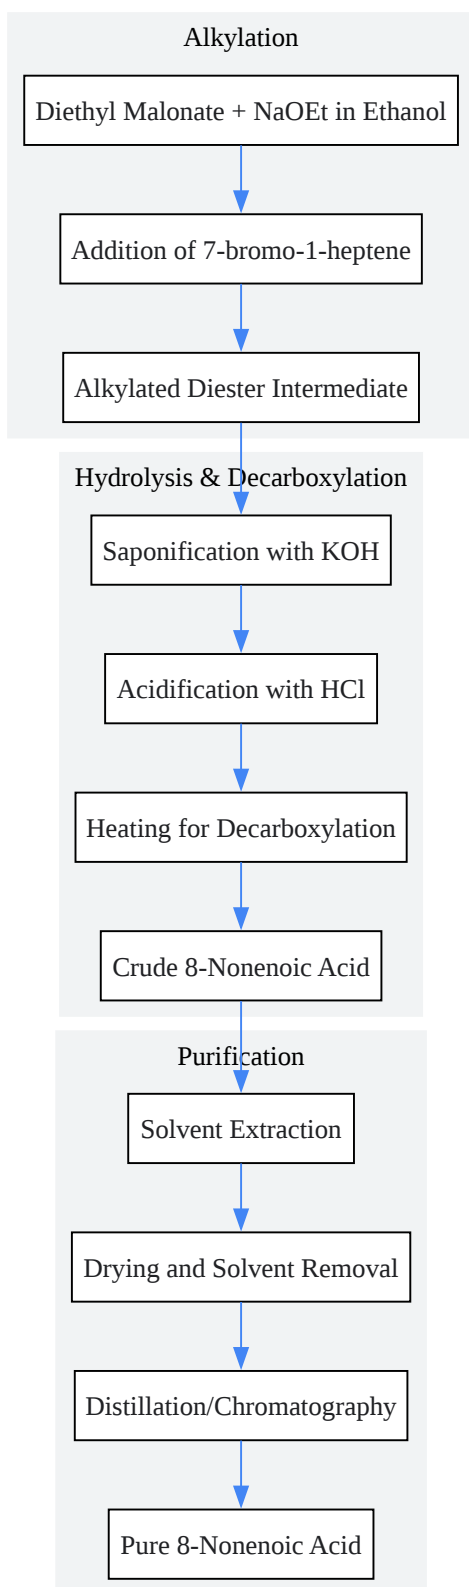 Alkylation
Diethyl Malonate + NaOEt in Ethanol
Addition of 7-bromo-1-heptene
Alkylated Diester Intermediate
Hydrolysis & Decarboxylation
Saponification with KOH
Acidification with HCl
Heating for Decarboxylation
Crude 8-Nonenoic Acid
Purification
Solvent Extraction
Drying and Solvent Removal
Distillation/Chromatography
Pure 8-Nonenoic Acid